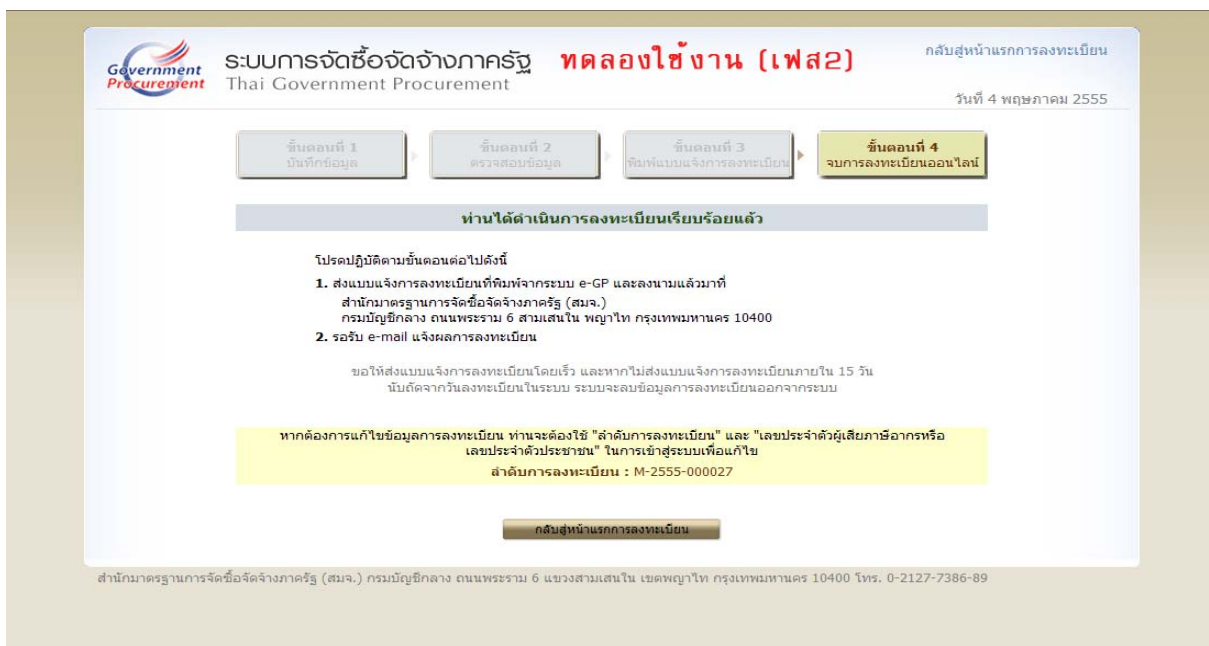 Government
Procurement
ระบบการจัดซื้อจัดจ้างภาครัฐ ทดลองใช้งาน (เฟส2)
Thai Government Procurement
กลับสู่หน้าแรกการลงทะเบียน
วันที่ 4 พฤษภาคม 2555
ขั้นตอนที่ 1
บันทึกข้อมูล
ขั้นตอนที่ 2
ตรวจสอบข้อมูล
ขั้นตอนที่ 3
พิมพ์แบบแจ้งการลงทะเบียน
ขั้นตอนที่ 4
จบการลงทะเบียนออนไลน์
ท่านได้ดำเนินการลงทะเบียนเรียบร้อยแล้ว
โปรดปฏิบัติตามขั้นตอนต่อไปดังนี้
1. ส่งแบบแจ้งการลงทะเบียนที่พิมพ์จากระบบ e-GP และลงนามแล้วมาที่
สำนักมาตรฐานการจัดซื้อจัดจ้างภาครัฐ (สมจ.)
กรมบัญชีกลาง ถนนพระราม 6 สามเสนใน พญาไท กรุงเทพมหานคร 10400
2. รอรับ e-mail แจ้งผลการลงทะเบียน
ขอให้ส่งแบบแจ้งการลงทะเบียนโดยเร็ว และหากไม่ส่งแบบแจ้งการลงทะเบียนภายใน 15 วัน
นับถัดจากวันลงทะเบียนในระบบ ระบบจะลบข้อมูลการลงทะเบียนออกจากระบบ
หากต้องการแก้ไขข้อมูลการลงทะเบียน ท่านจะต้องใช้ "ลำดับการลงทะเบียน" และ "เลขประจำตัวผู้เสียภาษีอากรหรือ
เลขประจำตัวประชาชน" ในการเข้าสู่ระบบเพื่อแก้ไข
ลำดับการลงทะเบียน : M-2555-000027
กลับสู่หน้าแรกการลงทะเบียน
สำนักมาตรฐานการจัดซื้อจัดจ้างภาครัฐ (สมจ.) กรมบัญชีกลาง ถนนพระราม 6 แขวงสามเสนใน เขตพญาไท กรุงเทพมหานคร 10400 โทร. 0-2127-7386-89